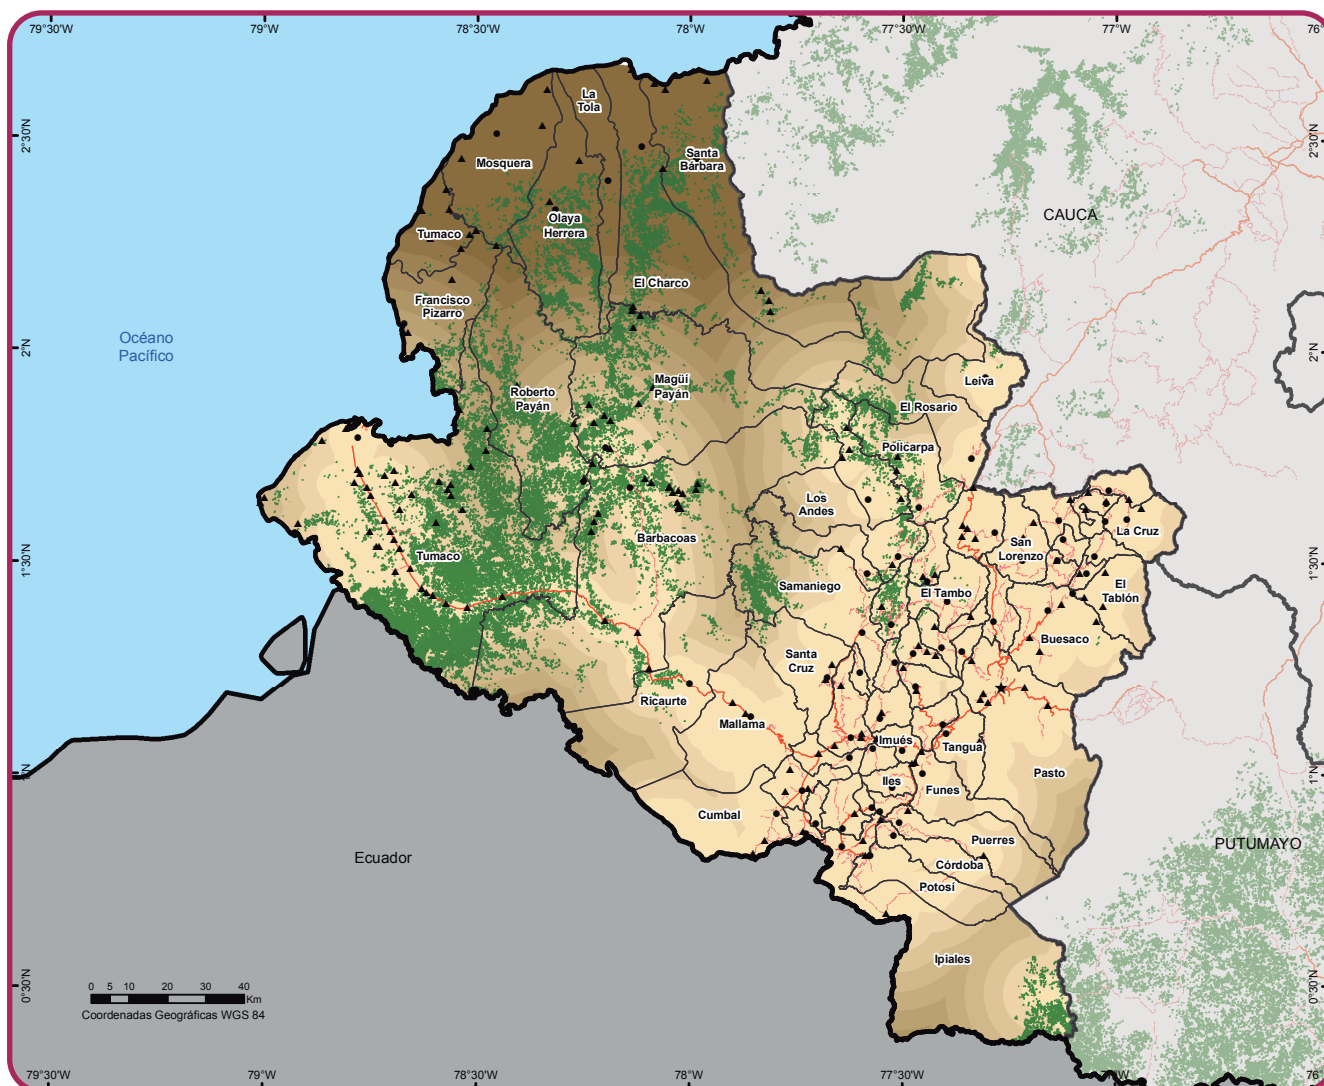 79°30'W
79°W
78°30'W
78°W
77°30'W
77°W
76°
2°30'N
2°30'N
La
Tola
Mosquera
Santa
Bárbara
CAUCA
Olaya
Herrera
Tumaco
El Charco
Francisco
Pizarro
Océano
Pacífico
2°N
2°N
Leiva
Magüí
Payán
Roberto
Payán
El Rosario
Policarpa
Los
Andes
La Cruz
San
Lorenzo
Barbacoas
Tumaco
1°30'N
1°30'N
Samaniego
El Tambo
El
Tablón
Buesaco
Santa
Cruz
Ricaurte
Mallama
Imués
Tangua
Pasto
1°N
1°N
Iles
Funes
Cumbal
Puerres
Córdoba
Potosí
PUTUMAYO
Ecuador
Ipiales
0°30'N
0°30'N
0 5 10 20 30 40
Km
Coordenadas Geográficas WGS 84
79°30'W
79°W
78°30'W
78°W
77°30'W
77°W
76°